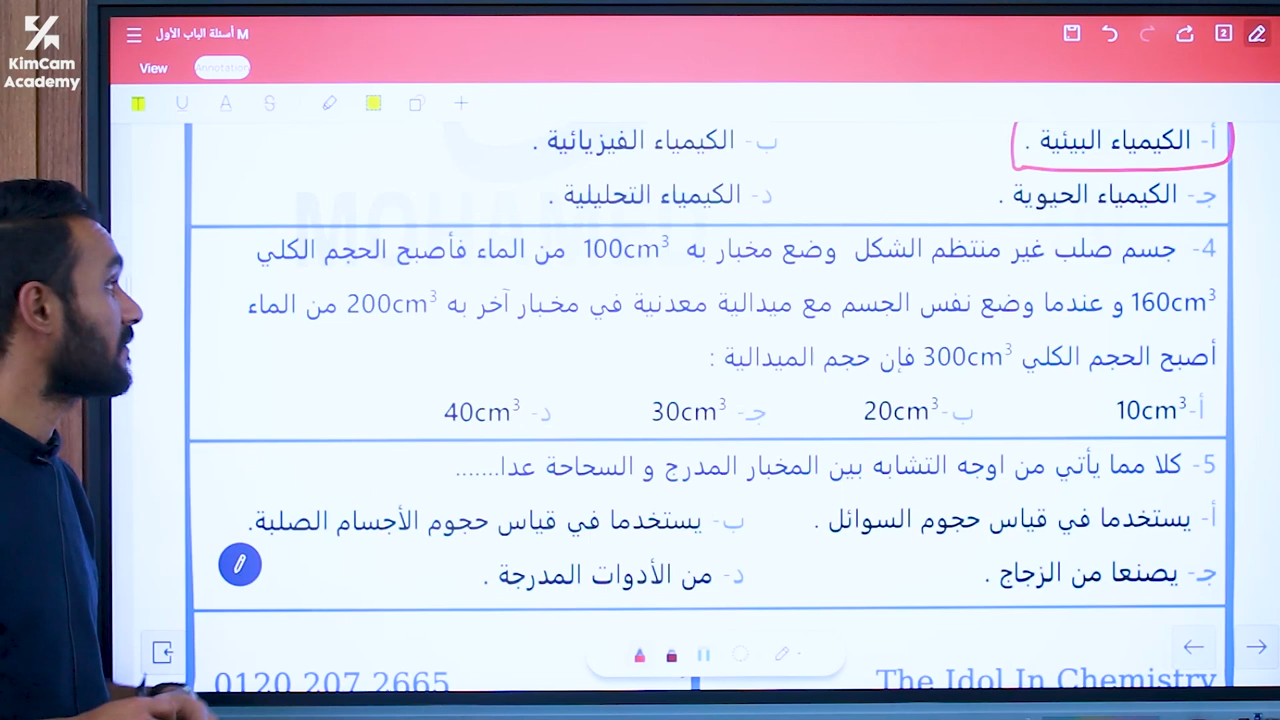 KimCam
Academy
M أسئلة الباب الأول
View
Annotation
أ- الكيمياء البيئية .
ب- الكيمياء الفيزيائية .
جـ- الكيمياء الحيوية .
د- الكيمياء التحليلية .
4- جسم صلب غير منتظم الشكل وضع مخبار به 100cm³ من الماء فأصبح الحجم الكلي
160cm³ و عندما وضع نفس الجسم مع ميدالية معدنية في مخبار آخر به 200cm³ من الماء
أصبح الحجم الكلي 300cm³ فإن حجم الميدالية :
أ- 10cm³ ب- 20cm³ جـ- 30cm³ د- 40cm³
5- كلا مما يأتي من اوجه التشابه بين المخبار المدرج و السحاحة عدا.......
أ- يستخدما في قياس حجوم السوائل . ب- يستخدما في قياس حجوم الأجسام الصلبة.
جـ- يصنعا من الزجاج . د- من الأدوات المدرجة .
0120 207 2665
The Idol In Chemistry